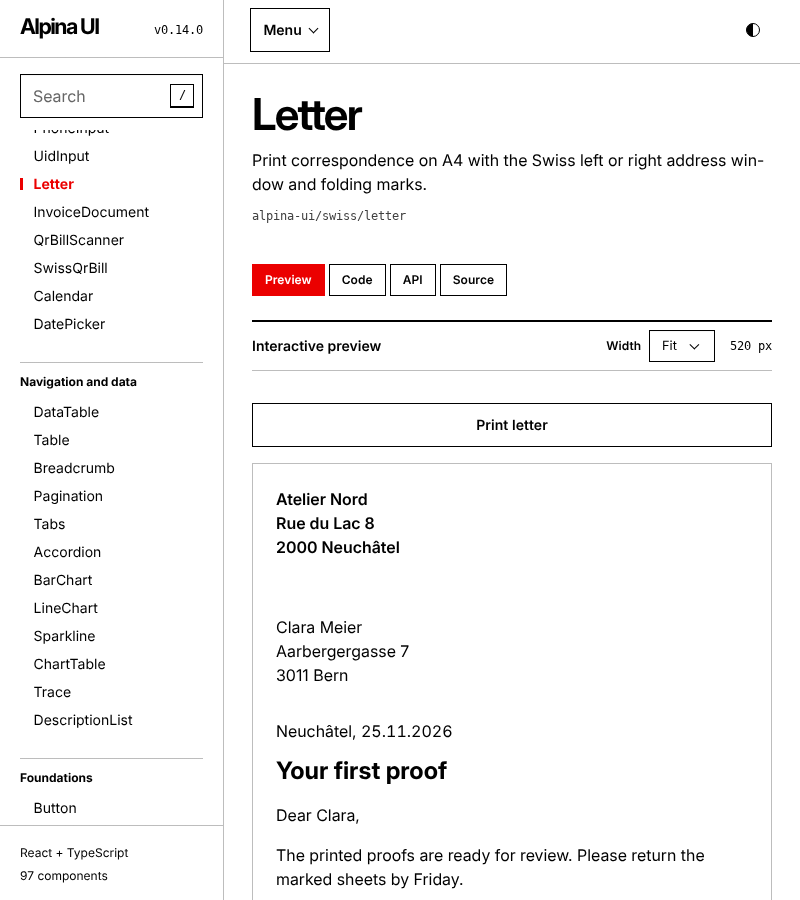 Alpina UI
v0.14.0
Search
/
PhoneInput
UidInput
Letter
InvoiceDocument
QrBillScanner
SwissQrBill
Calendar
DatePicker
Navigation and data
DataTable
Table
Breadcrumb
Pagination
Tabs
Accordion
BarChart
LineChart
Sparkline
ChartTable
Trace
DescriptionList
Foundations
Button
React + TypeScript
97 components
Menu
Letter
Print correspondence on A4 with the Swiss left or right address win-
dow and folding marks.
alpina-ui/swiss/letter
Preview
Code
API
Source
Interactive preview
Width
Fit
520 px
Print letter
Atelier Nord
Rue du Lac 8
2000 Neuchâtel
Clara Meier
Aarbergergasse 7
3011 Bern
Neuchâtel, 25.11.2026
Your first proof
Dear Clara,
The printed proofs are ready for review. Please return the
marked sheets by Friday.